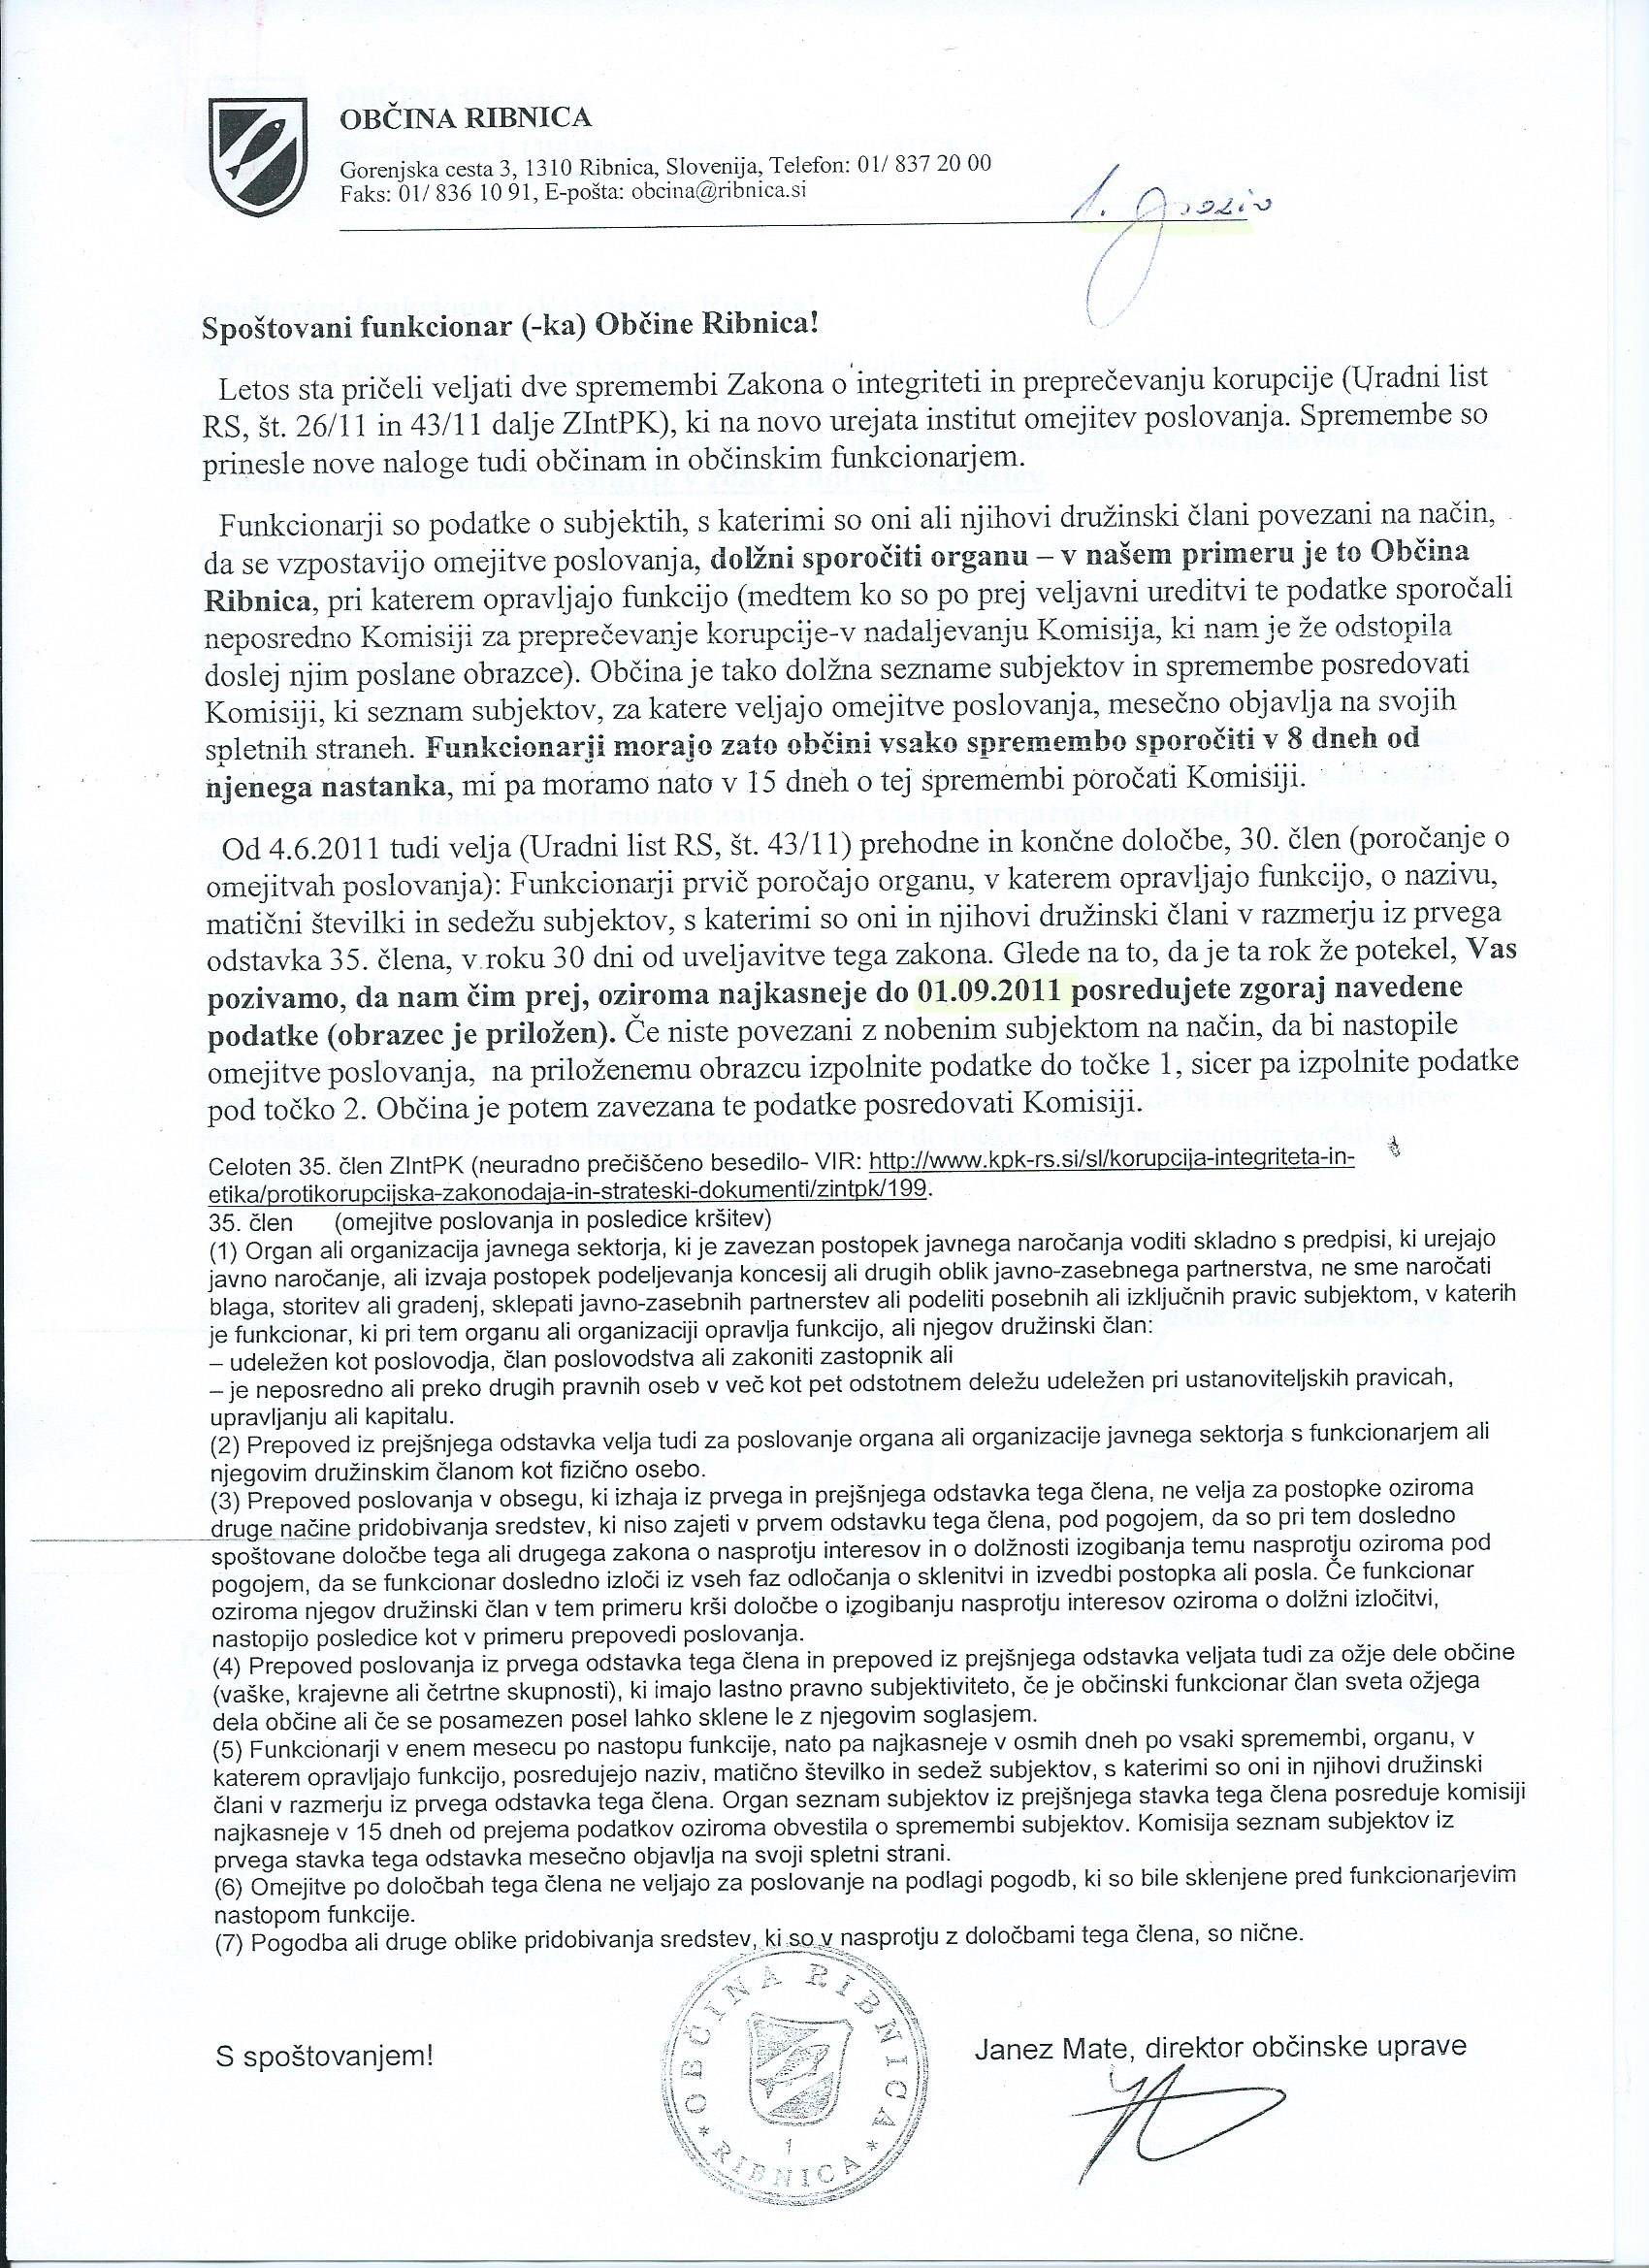 OBČINA RIBNICA
Gorenjska cesta 3, 1310 Ribnica, Slovenija, Telefon: 01/ 837 20 00
Faks: 01/ 836 10 91, E-pošta: obcina@ribnica.si
1.
Spoštovani funkcionar (-ka) Občine Ribnica!
Letos sta pričeli veljati dve spremembi Zakona o integriteti in preprečevanju korupcije (Uradni list
RS, št. 26/11 in 43/11 dalje ZIntPK), ki na novo urejata institut omejitev poslovanja. Spremembe so
prinesle nove naloge tudi občinam in občinskim funkcionarjem.
Funkcionarji so podatke o subjektih, s katerimi so oni ali njihovi družinski člani povezani na način,
da se vzpostavijo omejitve poslovanja, dolžni sporočiti organu – v našem primeru je to Občina
Ribnica, pri katerem opravljajo funkcijo (medtem ko so po prej veljavni ureditvi te podatke sporočali
neposredno Komisiji za preprečevanje korupcije-v nadaljevanju Komisija, ki nam je že odstopila
doslej njim poslane obrazce). Občina je tako dolžna sezname subjektov in spremembe posredovati
Komisiji, ki seznam subjektov, za katere veljajo omejitve poslovanja, mesečno objavlja na svojih
spletnih straneh. Funkcionarji morajo zato občini vsako spremembo sporočiti v 8 dneh od
njenega nastanka, mi pa moramo nato v 15 dneh o tej spremembi poročati Komisiji.
Od 4.6.2011 tudi velja (Uradni list RS, št. 43/11) prehodne in končne določbe, 30. člen (poročanje o
omejitvah poslovanja): Funkcionarji prvič poročajo organu, v katerem opravljajo funkcijo, o nazivu,
matični številki in sedežu subjektov, s katerimi so oni in njihovi družinski člani v razmerju iz prvega
odstavka 35. člena, v roku 30 dni od uveljavitve tega zakona. Glede na to, da je ta rok že potekel, Vas
pozivamo, da nam čim prej, oziroma najkasneje do 01.09.2011 posredujete zgoraj navedene
podatke (obrazec je priložen). Če niste povezani z nobenim subjektom na način, da bi nastopile
omejitve poslovanja, na priloženemu obrazcu izpolnite podatke do točke 1, sicer pa izpolnite podatke
pod točko 2. Občina je potem zavezana te podatke posredovati Komisiji.
Celoten 35. člen ZIntPK (neuradno prečiščeno besedilo- VIR: http://www.kpk-rs.si/sl/korupcija-integriteta-in-
etika/protikorupcijska-zakonodaja-in-strateski-dokumenti/zintpk/199.
35. člen (omejitve poslovanja in posledice kršitev)
(1) Organ ali organizacija javnega sektorja, ki je zavezan postopek javnega naročanja voditi skladno s predpisi, ki urejajo
javno naročanje, ali izvaja postopek podeljevanja koncesij ali drugih oblik javno-zasebnega partnerstva, ne sme naročati
blaga, storitev ali gradenj, sklepati javno-zasebnih partnerstev ali podeliti posebnih ali izključnih pravic subjektom, v katerih
je funkcionar, ki pri tem organu ali organizaciji opravlja funkcijo, ali njegov družinski član:
– udeležen kot poslovodja, član poslovodstva ali zakoniti zastopnik ali
– je neposredno ali preko drugih pravnih oseb v več kot pet odstotnem deležu udeležen pri ustanoviteljskih pravicah,
upravljanju ali kapitalu.
(2) Prepoved iz prejšnjega odstavka velja tudi za poslovanje organa ali organizacije javnega sektorja s funkcionarjem ali
njegovim družinskim članom kot fizično osebo.
(3) Prepoved poslovanja v obsegu, ki izhaja iz prvega in prejšnjega odstavka tega člena, ne velja za postopke oziroma
druge načine pridobivanja sredstev, ki niso zajeti v prvem odstavku tega člena, pod pogojem, da so pri tem dosledno
spoštovane določbe tega ali drugega zakona o nasprotju interesov in o dolžnosti izogibanja temu nasprotju oziroma pod
pogojem, da se funkcionar dosledno izloči iz vseh faz odločanja o sklenitvi in izvedbi postopka ali posla. Če funkcionar
oziroma njegov družinski član v tem primeru krši določbe o izogibanju nasprotju interesov oziroma o dolžni izločitvi,
nastopijo posledice kot v primeru prepovedi poslovanja.
(4) Prepoved poslovanja iz prvega odstavka tega člena in prepoved iz prejšnjega odstavka veljata tudi za ožje dele občine
(vaške, krajevne ali četrtne skupnosti), ki imajo lastno pravno subjektiviteto, če je občinski funkcionar član sveta ožjega
dela občine ali če se posamezen posel lahko sklene le z njegovim soglasjem.
(5) Funkcionarji v enem mesecu po nastopu funkcije, nato pa najkasneje v osmih dneh po vsaki spremembi, organu, v
katerem opravljajo funkcijo, posredujejo naziv, matično številko in sedež subjektov, s katerimi so oni in njihovi družinski
člani v razmerju iz prvega odstavka tega člena. Organ seznam subjektov iz prejšnjega stavka tega člena posreduje komisiji
najkasneje v 15 dneh od prejema podatkov oziroma obvestila o spremembi subjektov. Komisija seznam subjektov iz
prvega stavka tega odstavka mesečno objavlja na svoji spletni strani.
(6) Omejitve po določbah tega člena ne veljajo za poslovanje na podlagi pogodb, ki so bile sklenjene pred funkcionarjevim
nastopom funkcije.
(7) Pogodba ali druge oblike pridobivanja sredstev, ki so v nasprotju z določbami tega člena, so nične.
S spoštovanjem!
Janez Mate, direktor občinske uprave
OBČINA RIBNICA
1
* RIBNICA *